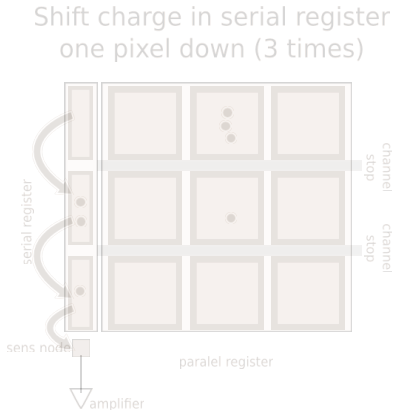 Shift charge in serial register
one pixel down (3 times)
channel
stop
serial register
channel
stop
sens node
paralel register
amplifier